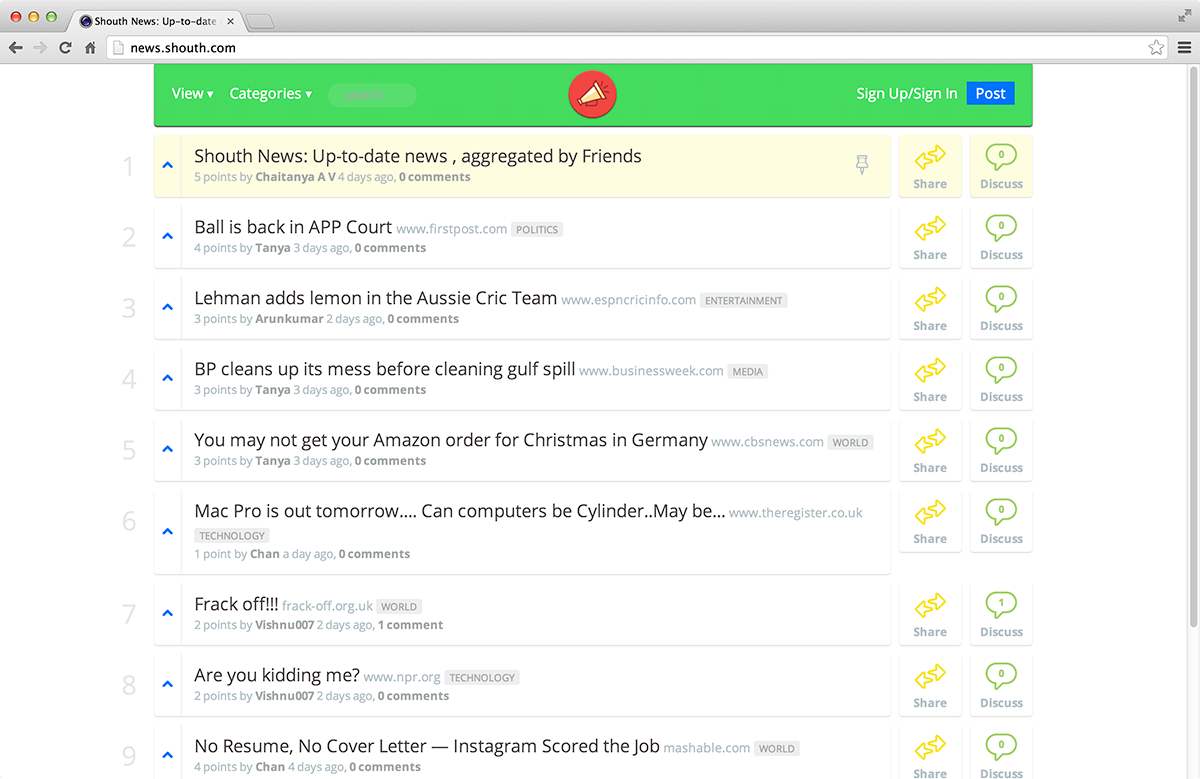 Shouth News: Up-to-date
news.shouth.com
View ▾ Categories ▾ Search Sign Up/Sign In Post
1
Shouth News: Up-to-date news , aggregated by Friends
5 points by Chaitanya A V 4 days ago, 0 comments
Share
0
Discuss
2
Ball is back in APP Court www.firstpost.com POLITICS
4 points by Tanya 3 days ago, 0 comments
Share
0
Discuss
3
Lehman adds lemon in the Aussie Cric Team www.espncricinfo.com ENTERTAINMENT
3 points by Arunkumar 2 days ago, 0 comments
Share
0
Discuss
4
BP cleans up its mess before cleaning gulf spill www.businessweek.com MEDIA
3 points by Tanya 3 days ago, 0 comments
Share
0
Discuss
5
You may not get your Amazon order for Christmas in Germany www.cbsnews.com WORLD
3 points by Tanya 3 days ago, 0 comments
Share
0
Discuss
6
Mac Pro is out tomorrow.... Can computers be Cylinder..May be... www.theregister.co.uk
TECHNOLOGY
1 point by Chan a day ago, 0 comments
Share
0
Discuss
7
Frack off!!! frack-off.org.uk WORLD
2 points by Vishnu007 2 days ago, 1 comment
Share
1
Discuss
8
Are you kidding me? www.npr.org TECHNOLOGY
2 points by Vishnu007 2 days ago, 0 comments
Share
0
Discuss
9
No Resume, No Cover Letter — Instagram Scored the Job mashable.com WORLD
4 points by Chan 4 days ago, 0 comments
Share
0
Discuss